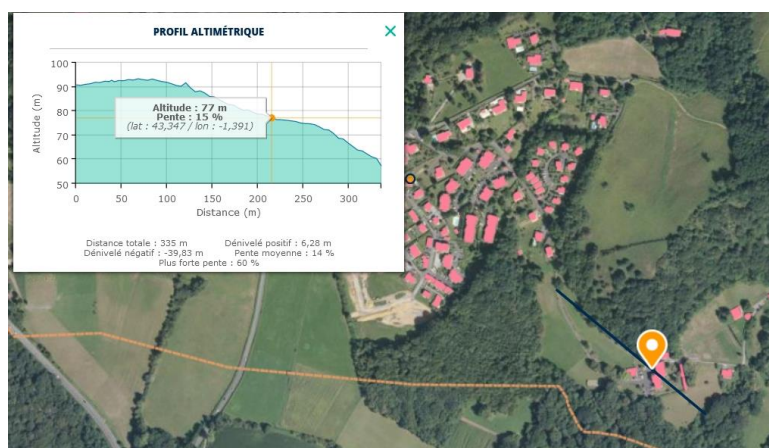 PROFIL ALTIMÉTRIQUE
100
90
80
70
60
50
Altitude (m)
Altitude : 77 m
Pente : 15 %
(lat : 43,347 / lon : -1,391)
0 50 100 150 200 250 300
Distance (m)
Distance totale : 335 m Dénivelé positif : 6,28 m
Dénivelé négatif : -39,83 m Pente moyenne : 14 %
Plus forte pente : 60 %